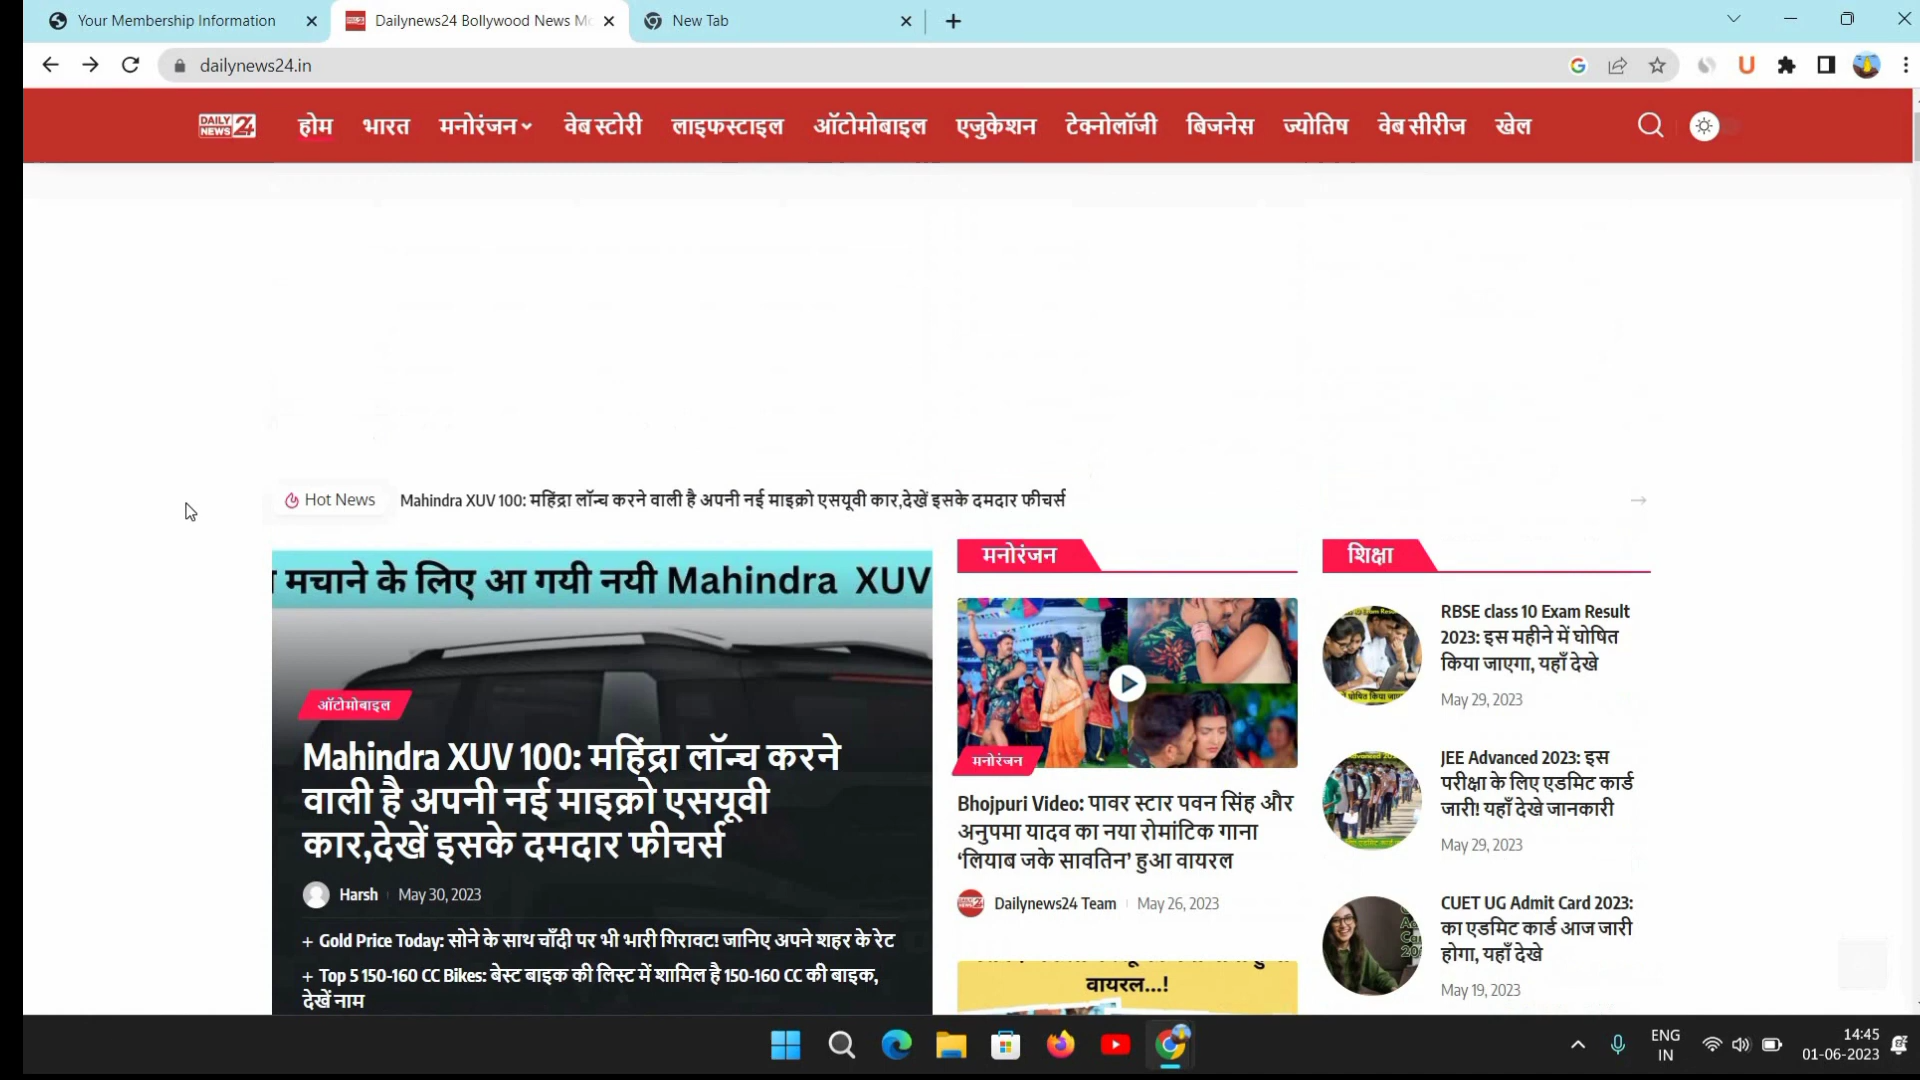 Your Membership Information
Dailynews24 Bollywood News M
New Tab
dailynews24.in
DAILY NEWS 24
होम भारत मनोरंजन वेब स्टोरी लाइफस्टाइल ऑटोमोबाइल एजुकेशन टेक्नोलॉजी बिजनेस ज्योतिष वेब सीरीज खेल
Hot News
Mahindra XUV 100: महिंद्रा लॉन्च करने वाली है अपनी नई माइक्रो एसयूवी कार,देखें इसके दमदार फीचर्स
मचाने के लिए आ गयी नयी Mahindra XUV
ऑटोमोबाइल
Mahindra XUV 100: महिंद्रा लॉन्च करने
वाली है अपनी नई माइक्रो एसयूवी
कार,देखें इसके दमदार फीचर्स
Harsh May 30, 2023
+ Gold Price Today: सोने के साथ चाँदी पर भी भारी गिरावट! जानिए अपने शहर के रेट
+ Top 5 150-160 CC Bikes: बेस्ट बाइक की लिस्ट में शामिल है 150-160 CC की बाइक,
देखें नाम
मनोरंजन
मनोरंजन
Bhojpuri Video: पावर स्टार पवन सिंह और
अनुपमा यादव का नया रोमांटिक गाना
‘लियाब जके सावतिन’ हुआ वायरल
Dailynews24 Team May 26, 2023
वायरल...!
शिक्षा
RBSE class 10 Exam Result
2023: इस महीने में घोषित
किया जाएगा, यहाँ देखे
May 29, 2023
JEE Advanced 2023: इस
परीक्षा के लिए एडमिट कार्ड
जारी! यहाँ देखे जानकारी
May 29, 2023
CUET UG Admit Card 2023:
का एडमिट कार्ड आज जारी
होगा, यहाँ देखे
May 19, 2023
ENG
IN
14:45
01-06-2023